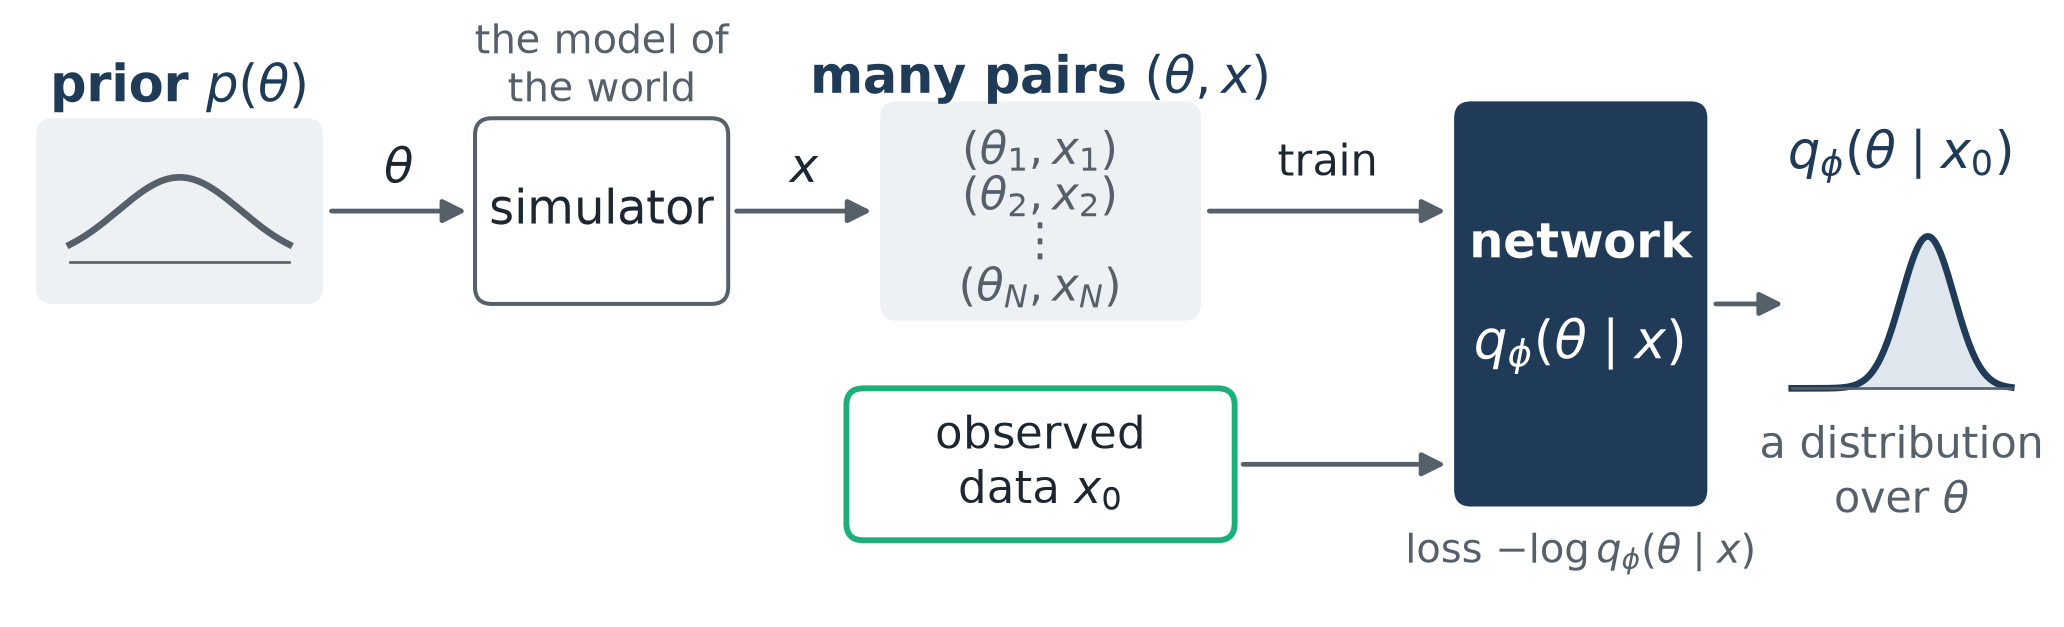 the model of
the world
prior p(θ)
many pairs (θ, x)
θ
simulator
x
(θ₁, x₁)
(θ₂, x₂)
⋮
(θ_N, x_N)
train
network
q_ϕ(θ | x)
q_ϕ(θ | x₀)
observed
data x₀
a distribution
over θ
loss −log q_ϕ(θ | x)